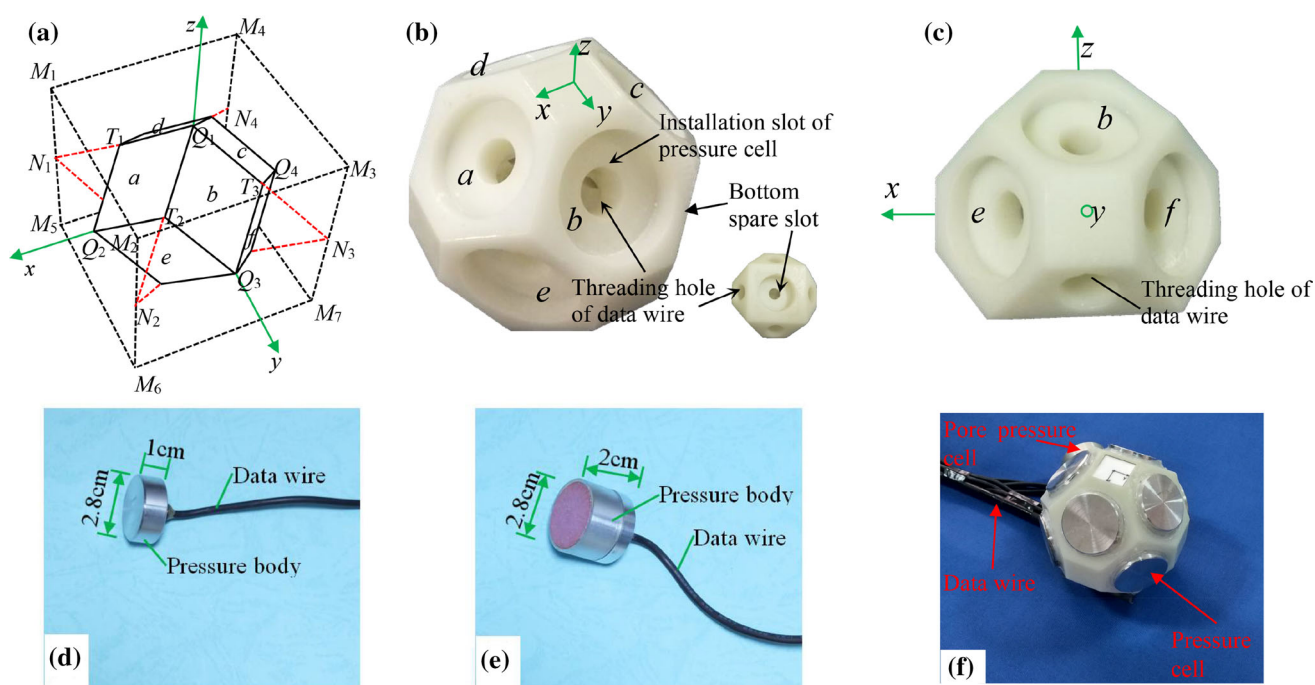 (a)
z
M4
M1
N4
T1
d
Q1
c
Q4
N1
a
b
T3
M3
M5
T2
Q2
M2
f
N3
x
e
Q3
N2
M7
y
M6
(b)
d
z
x
y
c
Installation slot of
pressure cell
a
b
Bottom
spare slot
e
Threading hole
of data wire
(c)
z
b
x
e
y
f
Threading hole of
data wire
1cm
2.8cm
Data wire
Pressure body
(d)
2cm
2.8cm
Pressure body
Data wire
(e)
Pore pressure
cell
Data wire
Pressure
cell
(f)